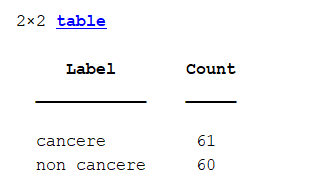 2×2 table
Label Count
cancere 61
non cancere 60